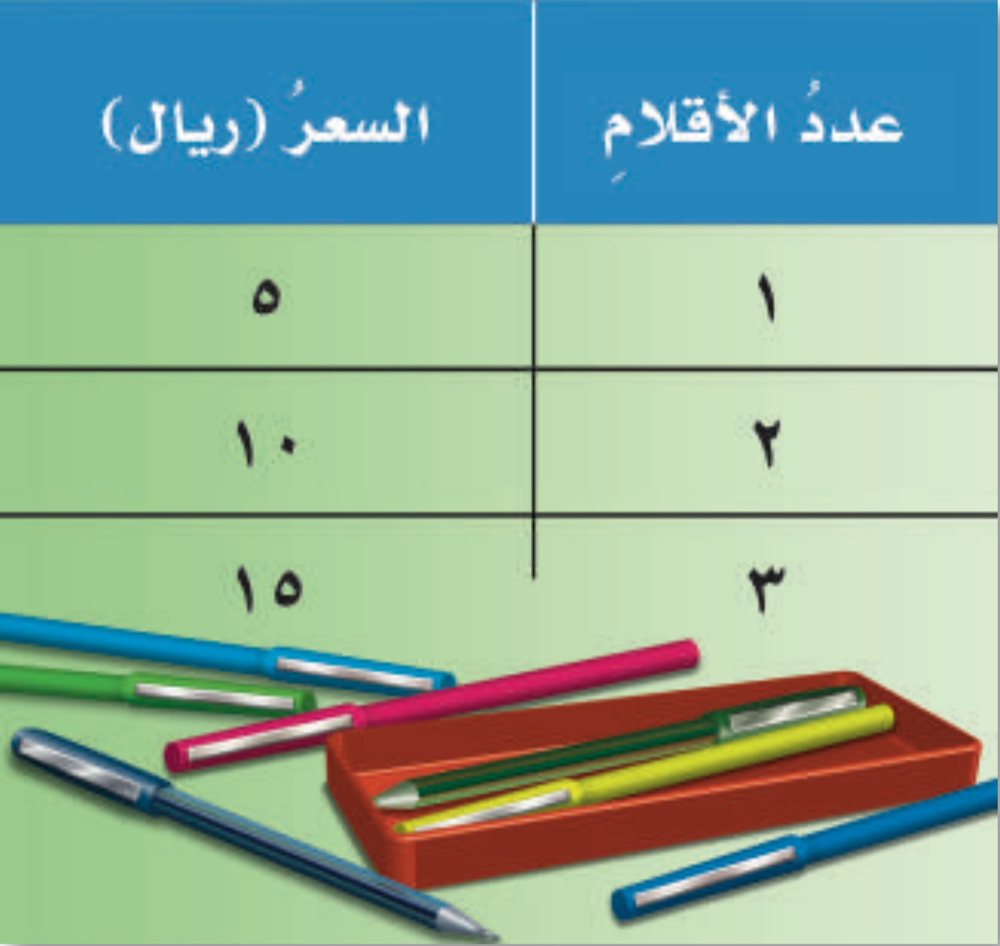 عددُ الأقلامِ السعرُ (ريال)
١ ٥
٢ ١٠
٣ ١٥